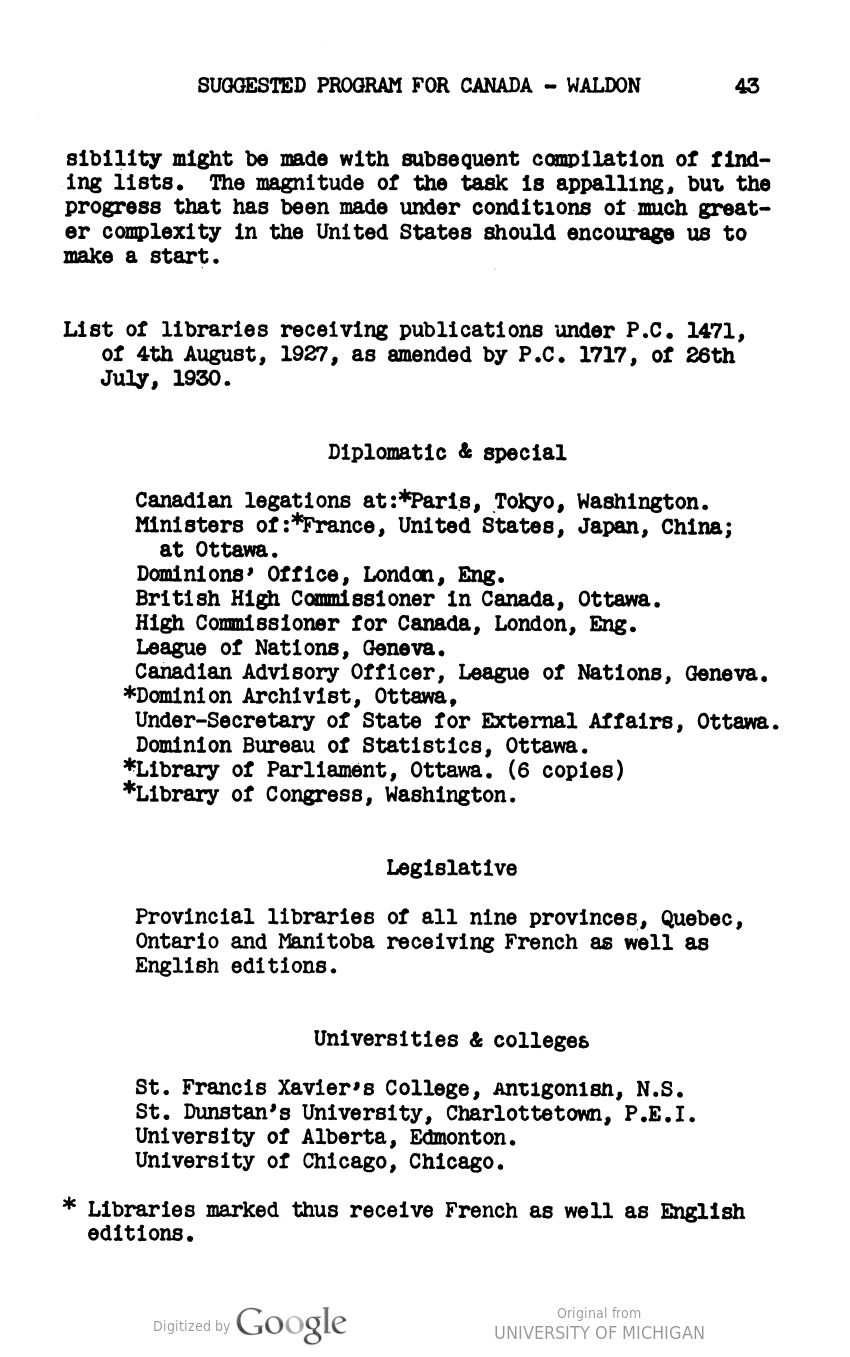 SUGGESTED PROGRAM FOR CANADA - WALDON 43
sibility might be made with subsequent compilation of find-
ing lists. The magnitude of the task is appalling, but the
progress that has been made under conditions of much great-
er complexity in the United States should encourage us to
make a start.
List of libraries receiving publications under P.C. 1471,
of 4th August, 1927, as amended by P.C. 1717, of 26th
July, 1930.
Diplomatic & special
Canadian legations at:*Paris, Tokyo, Washington.
Ministers of:*France, United States, Japan, China;
at Ottawa.
Dominions' Office, London, Eng.
British High Commissioner in Canada, Ottawa.
High Commissioner for Canada, London, Eng.
League of Nations, Geneva.
Canadian Advisory Officer, League of Nations, Geneva.
*Dominion Archivist, Ottawa,
Under-Secretary of State for External Affairs, Ottawa.
Dominion Bureau of Statistics, Ottawa.
*Library of Parliament, Ottawa. (6 copies)
*Library of Congress, Washington.
Legislative
Provincial libraries of all nine provinces, Quebec,
Ontario and Manitoba receiving French as well as
English editions.
Universities & colleges
St. Francis Xavier's College, Antigonish, N.S.
St. Dunstan's University, Charlottetown, P.E.I.
University of Alberta, Edmonton.
University of Chicago, Chicago.
* Libraries marked thus receive French as well as English
editions.
Digitized by Google
Original from
UNIVERSITY OF MICHIGAN